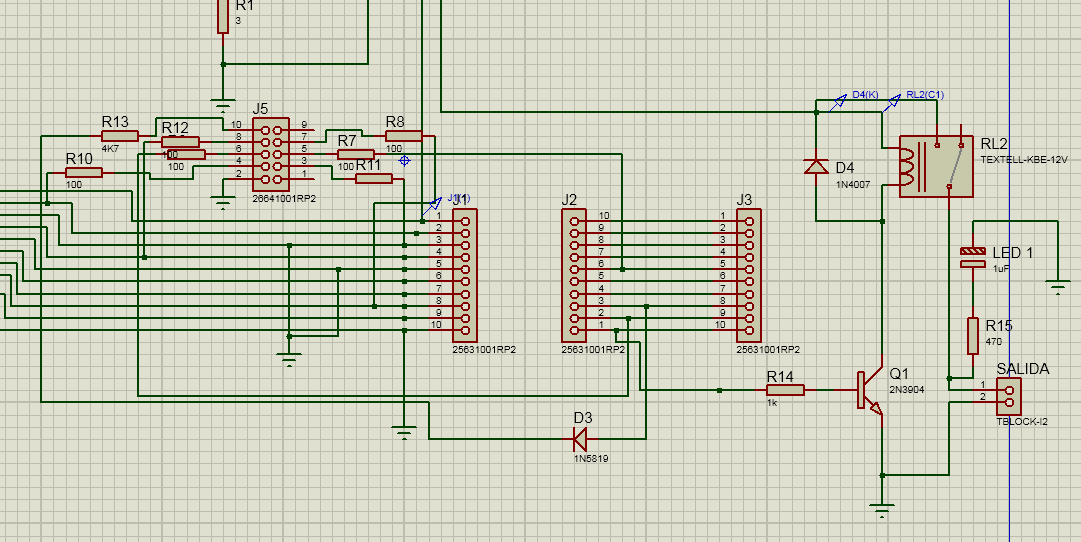 R1
3
D4(K)
RL2(C1)
J5
R13
R12
R8
10
9
8
7
RL2
4K7
R7
100
TEXTELL-KBE-12V
100
6
5
R10
100
100
R11
4
3
D4
1N4007
100
2
1
26641001RP2
J1(1)
J1
J2
J3
1
2
3
4
5
6
7
8
9
10
10
9
8
7
6
5
4
3
2
1
1
2
3
4
5
6
7
8
9
10
25631001RP2
25631001RP2
25631001RP2
LED 1
1uF
R15
470
R14
1k
Q1
2N3904
SALIDA
1
2
TBLOCK-I2
D3
1N5819